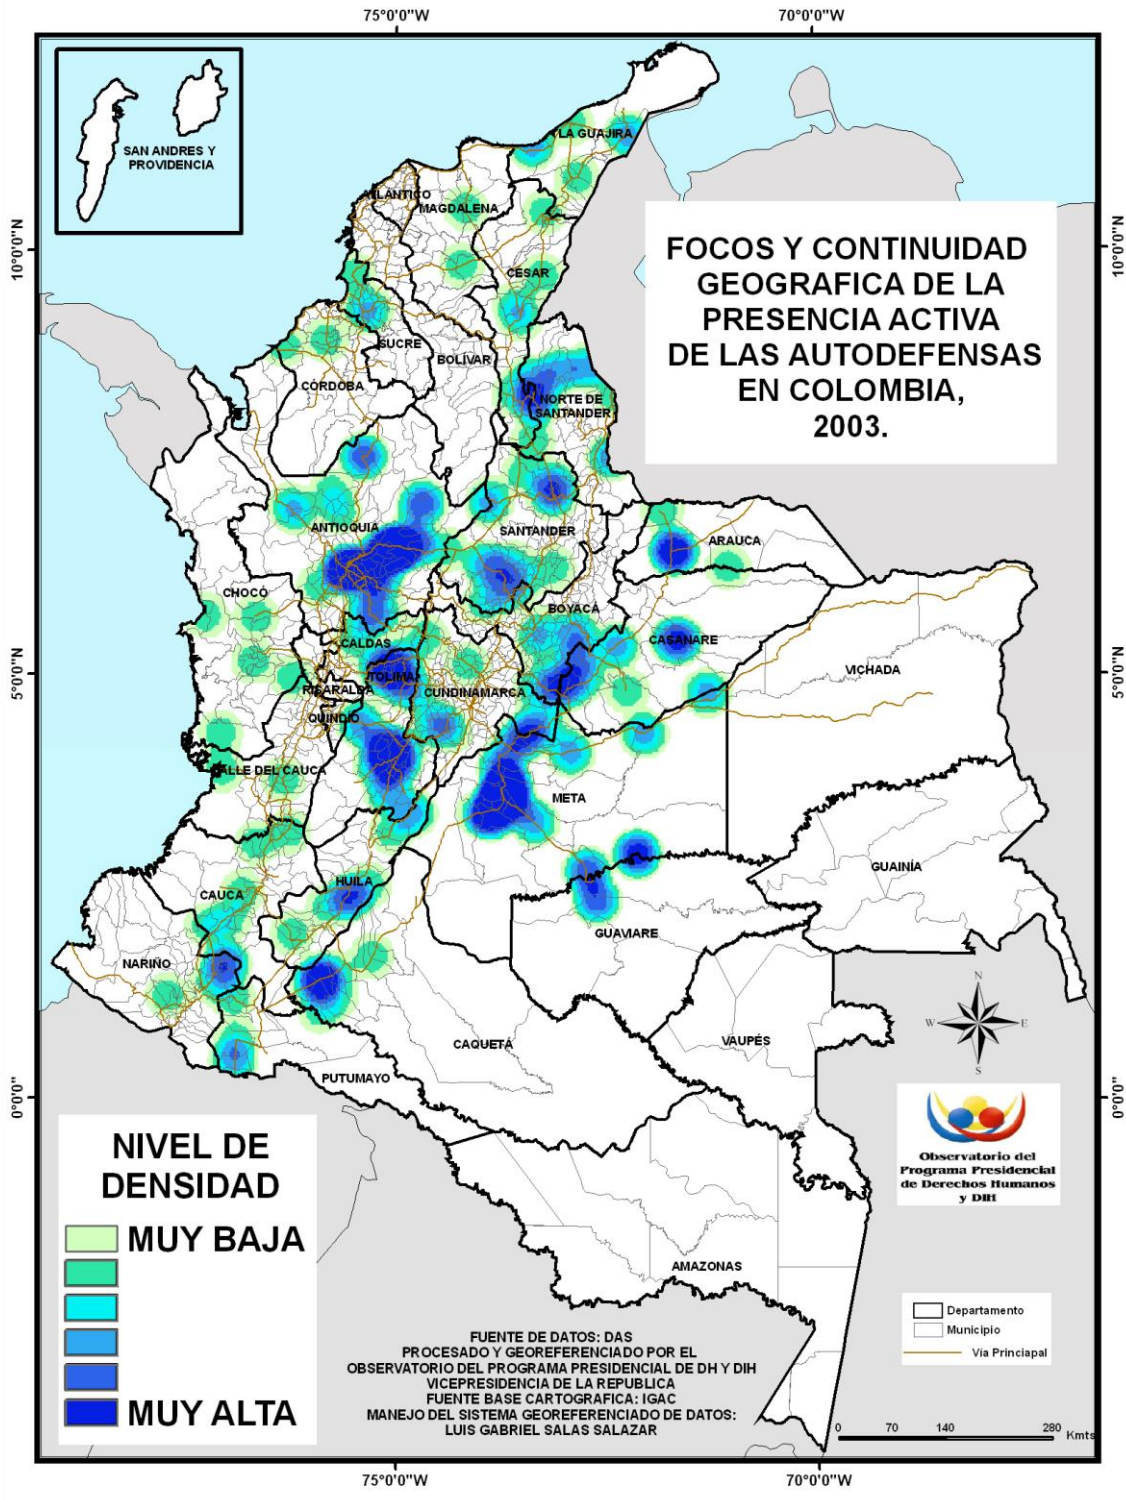 75°0'0"W
70°0'0"W
SAN ANDRES Y
PROVIDENCIA
LA GUAJIRA
ATLÁNTICO
MAGDALENA
10°0'0"N
10°0'0"N
FOCOS Y CONTINUIDAD
GEOGRAFICA DE LA
PRESENCIA ACTIVA
DE LAS AUTODEFENSAS
EN COLOMBIA,
2003.
CESAR
SUCRE
BOLÍVAR
CÓRDOBA
NORTE DE
SANTANDER
ANTIOQUIA
SANTANDER
ARAUCA
CHOCÓ
BOYACÁ
CALDAS
CASANARE
VICHADA
5°0'0"N
5°0'0"N
TOLIMA
RISARALDA
CUNDINAMARCA
QUINDIO
VALLE DEL CAUCA
META
GUAINÍA
HUILA
CAUCA
GUAVIARE
NARIÑO
N
W
E
S
VAUPÉS
CAQUETÁ
PUTUMAYO
0°0'0"
0°0'0"
NIVEL DE
DENSIDAD
MUY BAJA
MUY ALTA
Observatorio del
Programa Presidencial
de Derechos Humanos
y DIH
AMAZONAS
Departamento
Municipio
Vía Princiapal
FUENTE DE DATOS: DAS
PROCESADO Y GEOREFERENCIADO POR EL
OBSERVATORIO DEL PROGRAMA PRESIDENCIAL DE DH Y DIH
VICEPRESIDENCIA DE LA REPUBLICA
FUENTE BASE CARTOGRAFICA: IGAC
MANEJO DEL SISTEMA GEOREFERENCIADO DE DATOS:
LUIS GABRIEL SALAS SALAZAR
0 70 140 280
Kmts
75°0'0"W
70°0'0"W